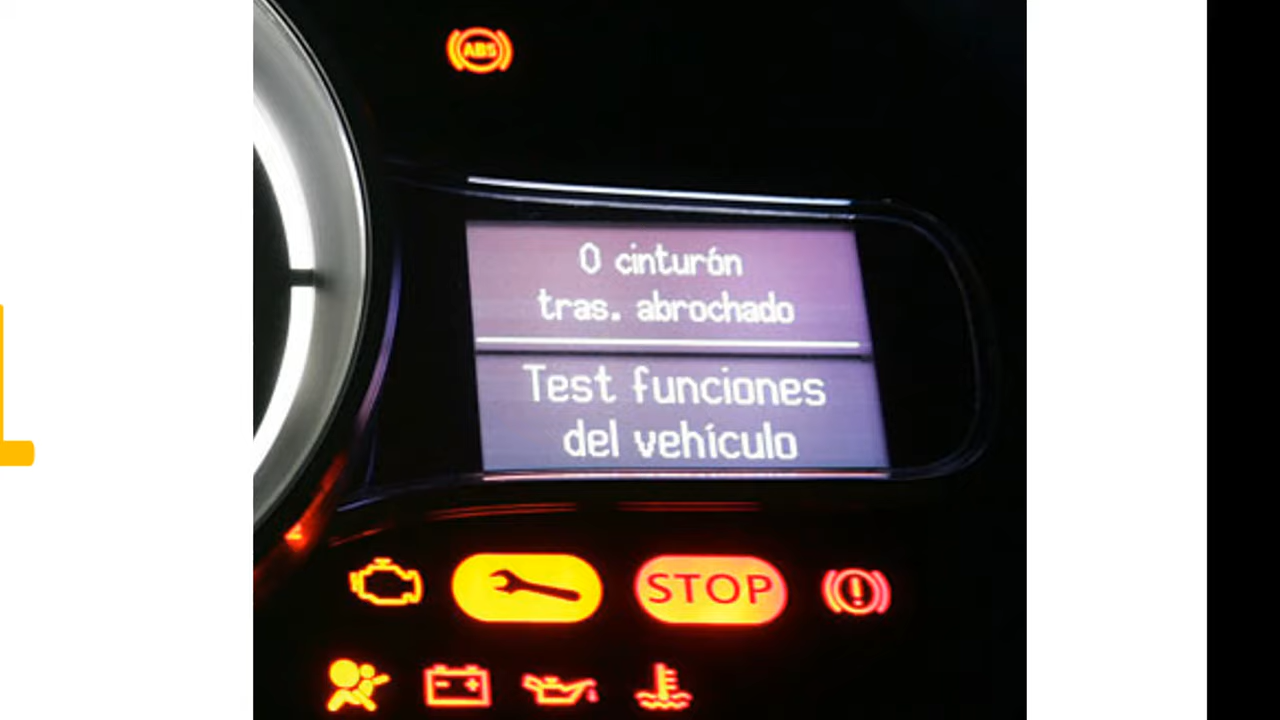 ABS
0 cinturón
tras. abrochado
Test funciones
del vehículo
STOP